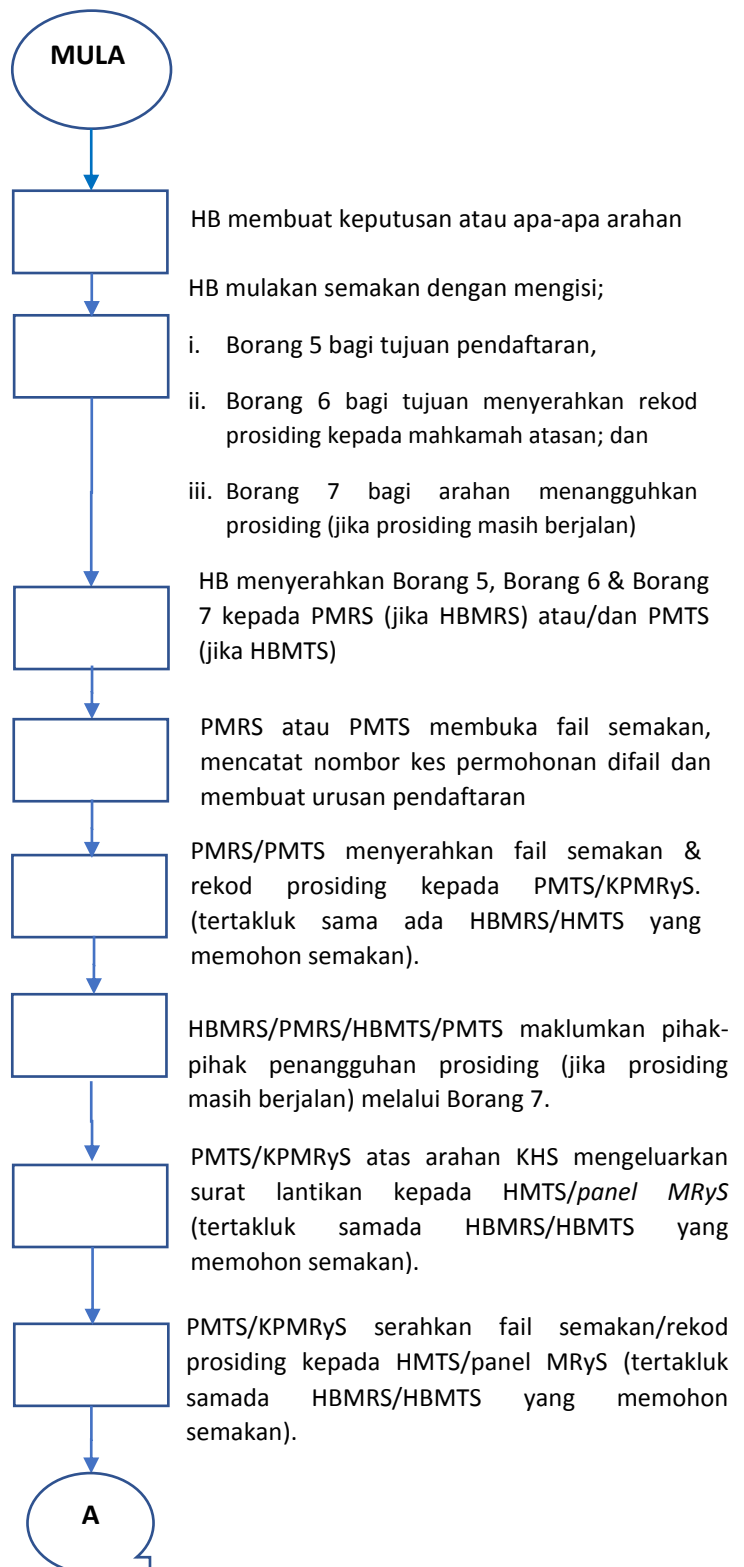 MULA
HB membuat keputusan atau apa-apa arahan
HB mulakan semakan dengan mengisi;
i. Borang 5 bagi tujuan pendaftaran,
ii. Borang 6 bagi tujuan menyerahkan rekod
prosiding kepada mahkamah atasan; dan
iii. Borang 7 bagi arahan menangguhkan
prosiding (jika prosiding masih berjalan)
HB menyerahkan Borang 5, Borang 6 & Borang
7 kepada PMRS (jika HBMRS) atau/dan PMTS
(jika HBMTS)
PMRS atau PMTS membuka fail semakan,
mencatat nombor kes permohonan difail dan
membuat urusan pendaftaran
PMRS/PMTS menyerahkan fail semakan &
rekod prosiding kepada PMTS/KPMRyS.
(tertakluk sama ada HBMRS/HMTS yang
memohon semakan).
HBMRS/PMRS/HBMTS/PMTS maklumkan pihak-
pihak penangguhan prosiding (jika prosiding
masih berjalan) melalui Borang 7.
PMTS/KPMRyS atas arahan KHS mengeluarkan
surat lantikan kepada HMTS/panel MRyS
(tertakluk samada HBMRS/HBMTS yang
memohon semakan).
PMTS/KPMRyS serahkan fail semakan/rekod
prosiding kepada HMTS/panel MRyS (tertakluk
samada HBMRS/HBMTS yang memohon
semakan).
A